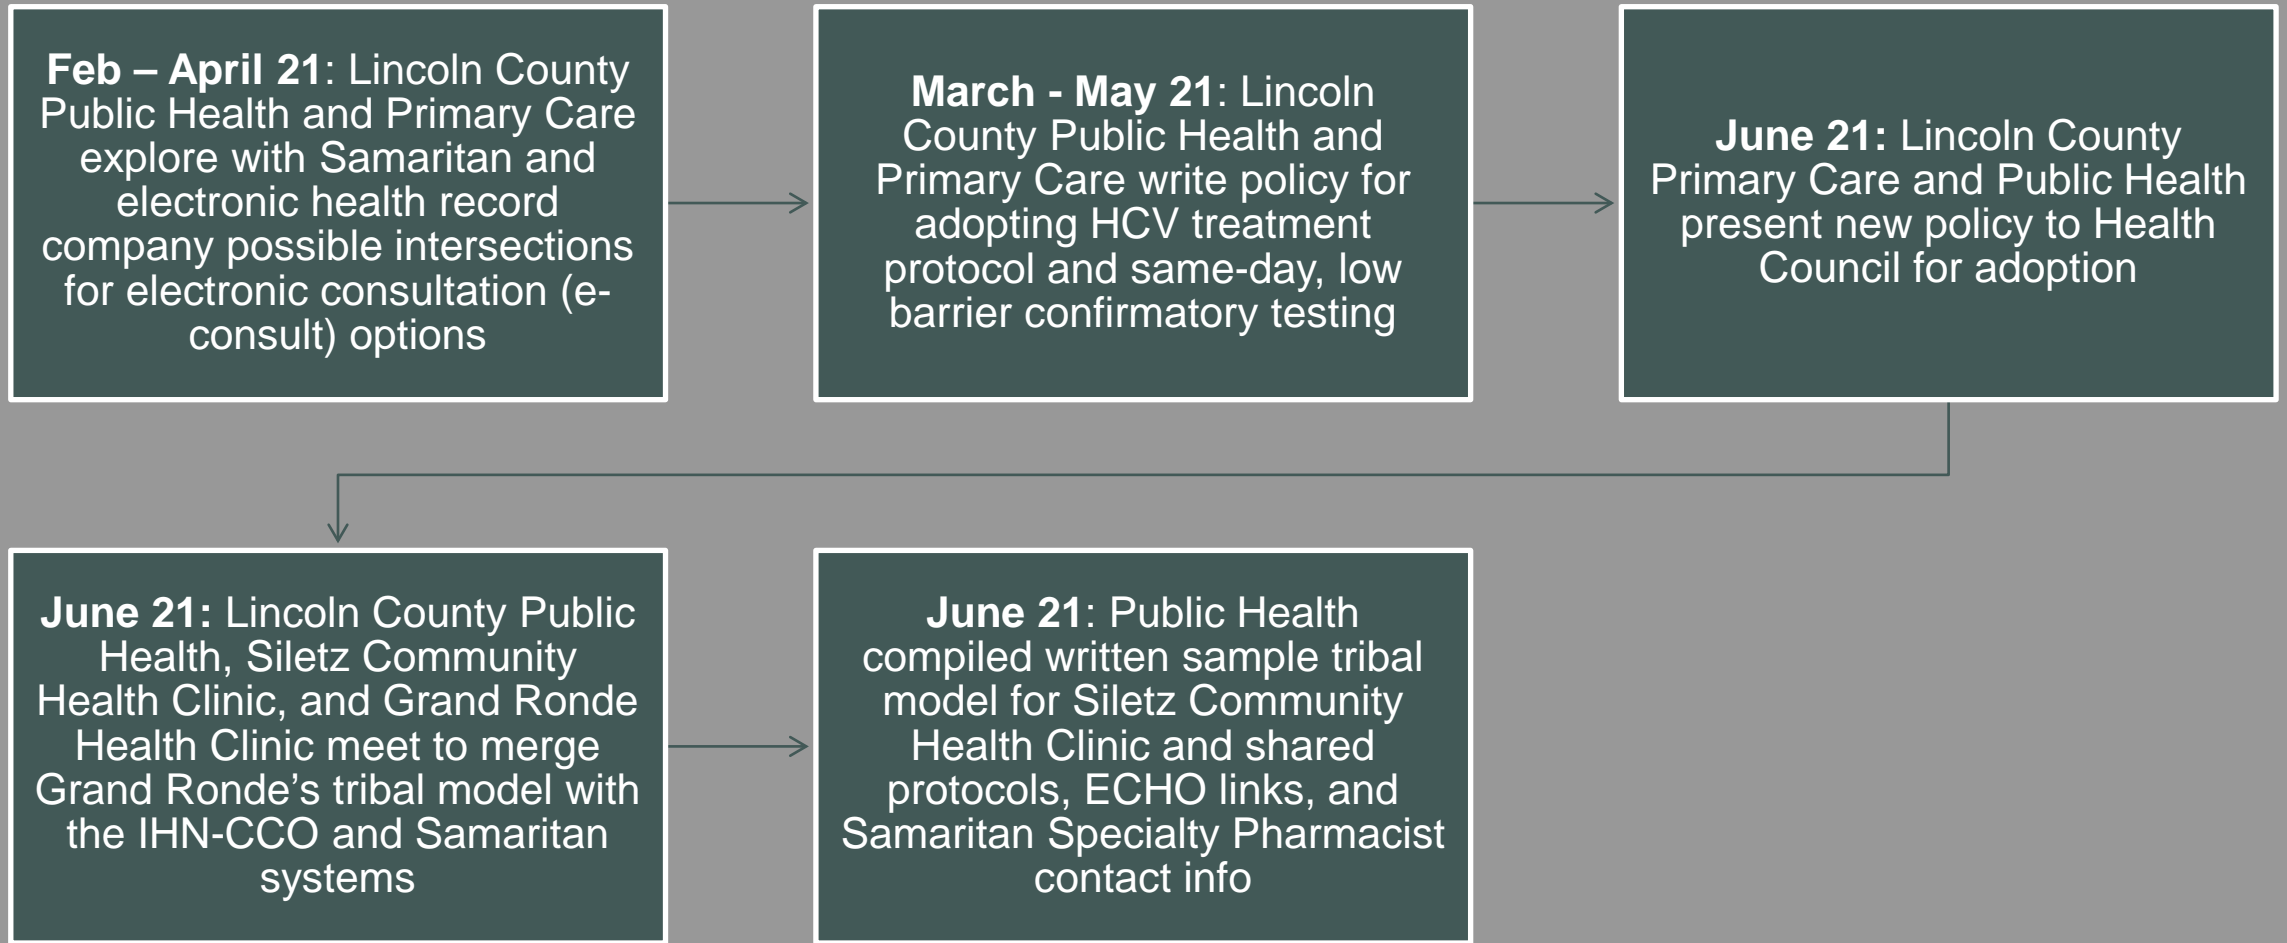 Feb – April 21: Lincoln County
Public Health and Primary Care
explore with Samaritan and
electronic health record
company possible intersections
for electronic consultation (e-
consult) options
March - May 21: Lincoln
County Public Health and
Primary Care write policy for
adopting HCV treatment
protocol and same-day, low
barrier confirmatory testing
June 21: Lincoln County
Primary Care and Public Health
present new policy to Health
Council for adoption
June 21: Lincoln County Public
Health, Siletz Community
Health Clinic, and Grand Ronde
Health Clinic meet to merge
Grand Ronde’s tribal model with
the IHN-CCO and Samaritan
systems
June 21: Public Health
compiled written sample tribal
model for Siletz Community
Health Clinic and shared
protocols, ECHO links, and
Samaritan Specialty Pharmacist
contact info